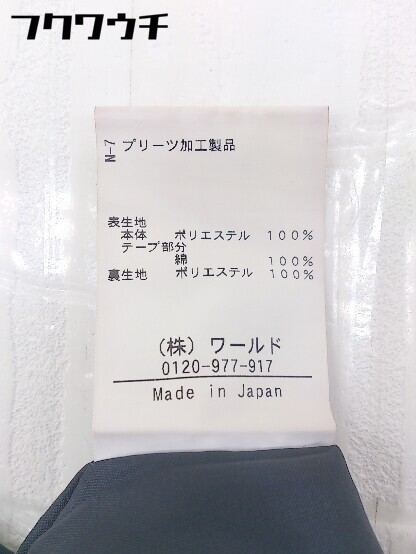 フクワウチ
N-7 プリーツ加工製品
表生地
本体 ポリエステル 100%
テープ部分
綿 100%
裏生地 ポリエステル 100%
(株) ワールド
0120-977-917
Made in Japan